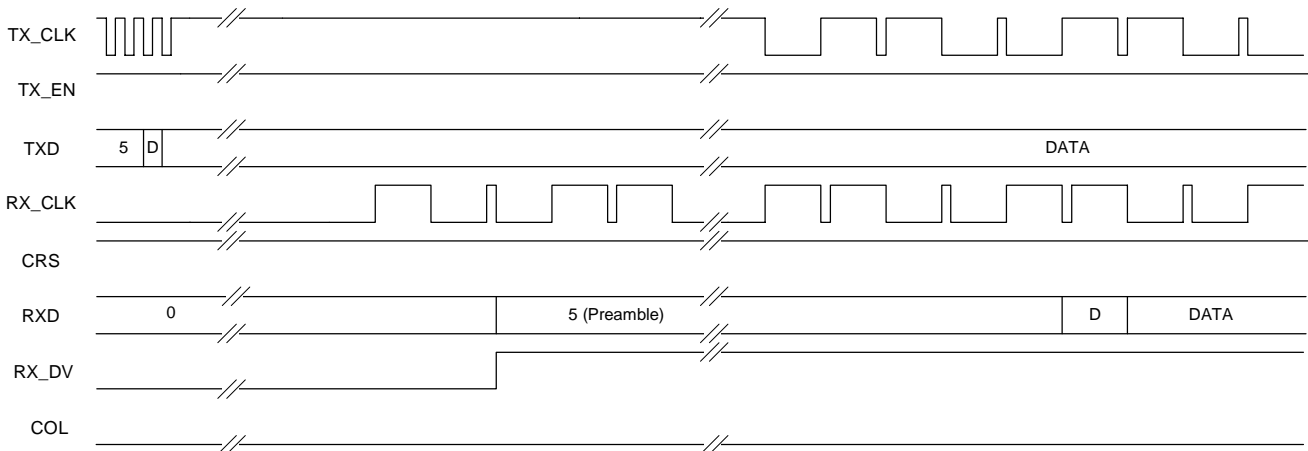 TX_CLK
TX_EN
TXD 5 D DATA
RX_CLK
CRS
RXD 0 5 (Preamble) D DATA
RX_DV
COL